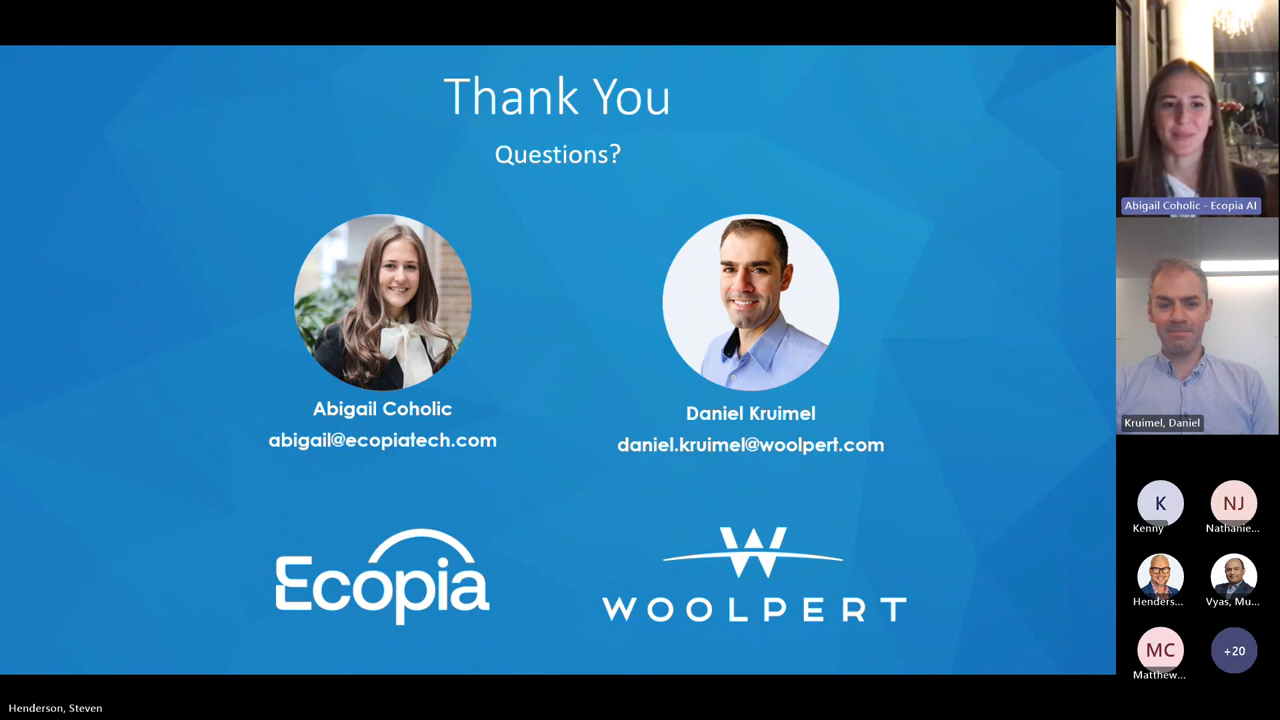 Thank You
Questions?
Abigail Coholic
abigail@ecopiatech.com
Daniel Kruimel
daniel.kruimel@woolpert.com
Ecopia
W
WOOLPERT
Abigail Coholic - Ecopia AI
Kruimel, Daniel
K
Kenny
NJ
Nathanie...
Henders...
Vyas, Mu...
MC
Matthew...
+20
Henderson, Steven